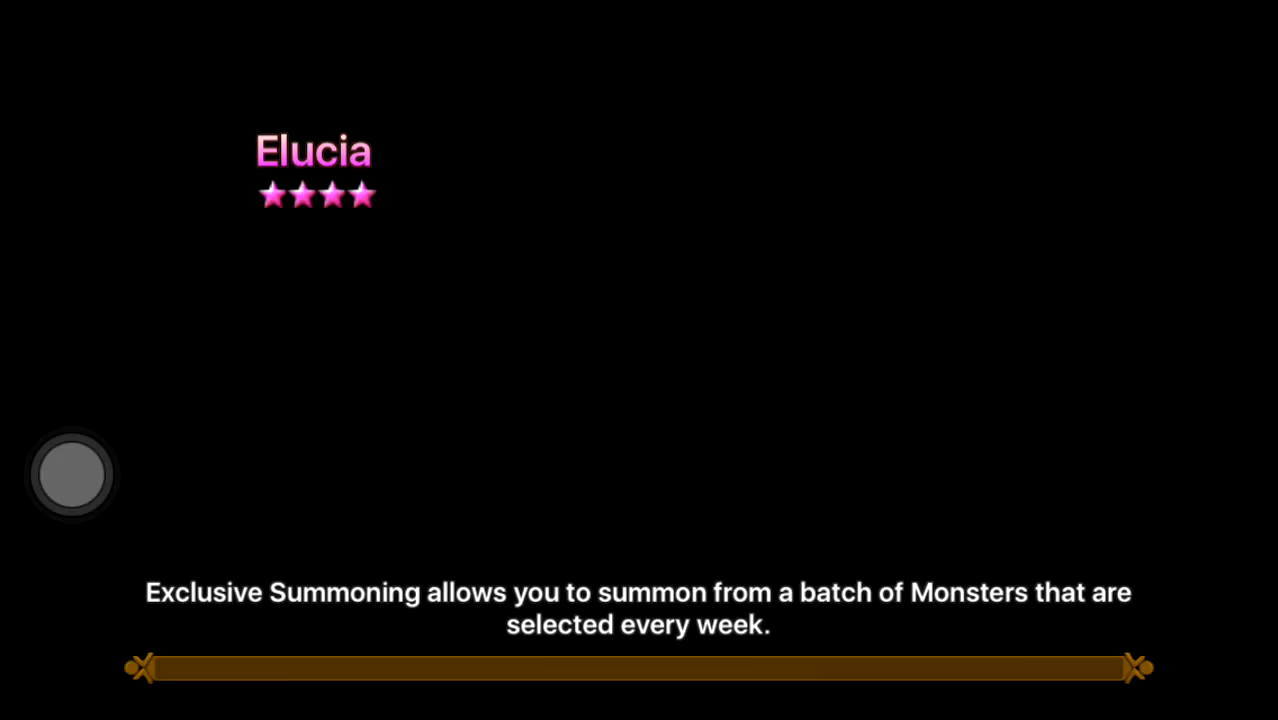 Elucia
Exclusive Summoning allows you to summon from a batch of Monsters that are
selected every week.